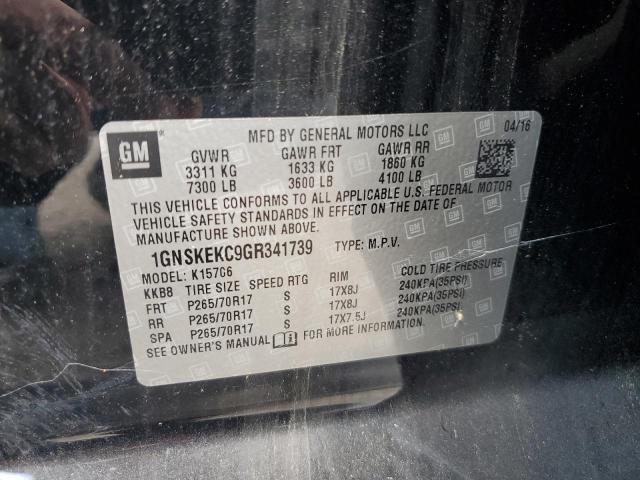 GM
MFD BY GENERAL MOTORS LLC 04/16
GVWR GAWR FRT GAWR RR
3311 KG 1633 KG 1860 KG
7300 LB 3600 LB 4100 LB
THIS VEHICLE CONFORMS TO ALL APPLICABLE U.S. FEDERAL MOTOR
VEHICLE SAFETY STANDARDS IN EFFECT ON THE DATE OF
MANUFACTURE SHOWN ABOVE.
1GNSKEKC9GR341739 TYPE: M.P.V.
MODEL: K157C6
KKB8 TIRE SIZE SPEED RTG RIM COLD TIRE PRESSURE
FRT P265/70R17 S 17X8J 240KPA(35PSI)
RR P265/70R17 S 17X8J 240KPA(35PSI)
SPA P265/70R17 S 17X7.5J 240KPA(35PSI)
SEE OWNER'S MANUAL FOR MORE INFORMATION.